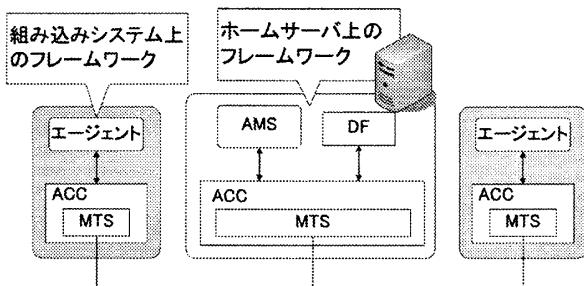 組み込みシステム上
のフレームワーク
ホームサーバ上の
フレームワーク
エージェント
ACC
MTS
AMS
DF
ACC
MTS
エージェント
ACC
MTS